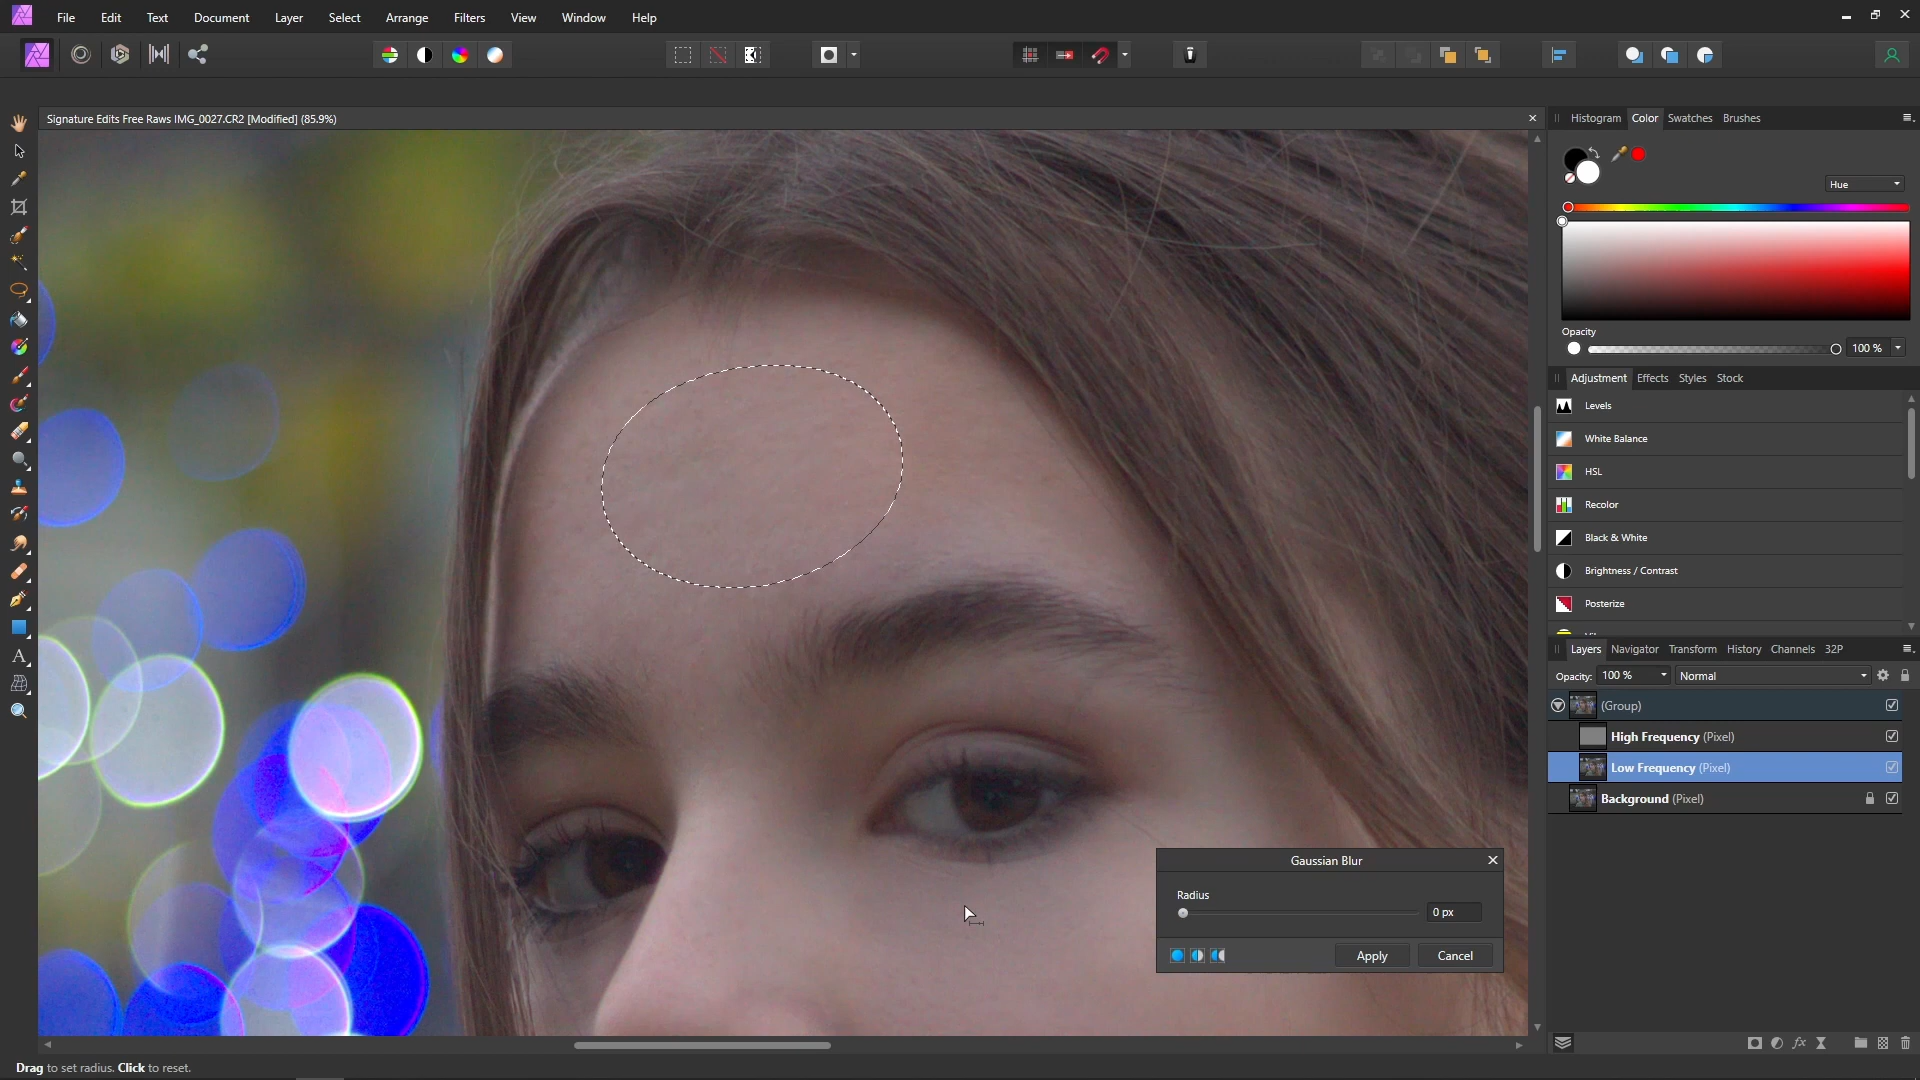 File Edit Text Document Layer Select Arrange Filters View Window Help
Signature Edits Free Raws IMG_0027.CR2 [Modified] (85.9%)
Histogram Color Swatches Brushes
Hue
Opacity
100 %
Adjustment Effects Styles Stock
Levels
White Balance
HSL
Recolor
Black & White
Brightness / Contrast
Posterize
Layers Navigator Transform History Channels 32P
Opacity: 100 % Normal
(Group)
High Frequency (Pixel)
Low Frequency (Pixel)
Background (Pixel)
Gaussian Blur
Radius
0 px
Apply Cancel
Drag to set radius. Click to reset.